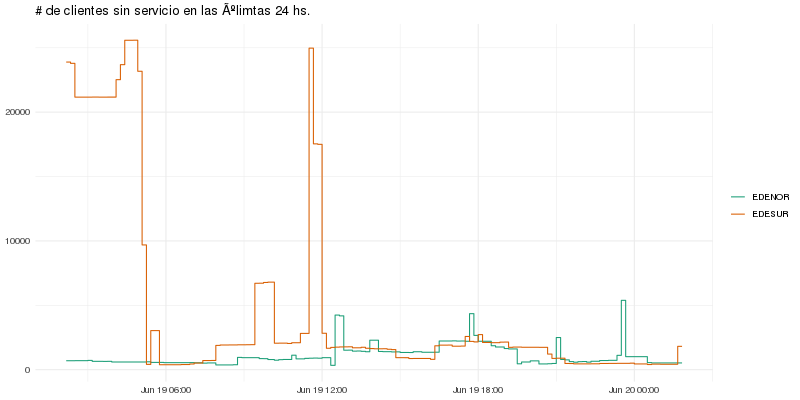 # de clientes sin servicio en las Ãºlimtas 24 hs.
20000
10000
0
Jun 19 06:00
Jun 19 12:00
Jun 19 18:00
Jun 20 00:00
EDENOR
EDESUR